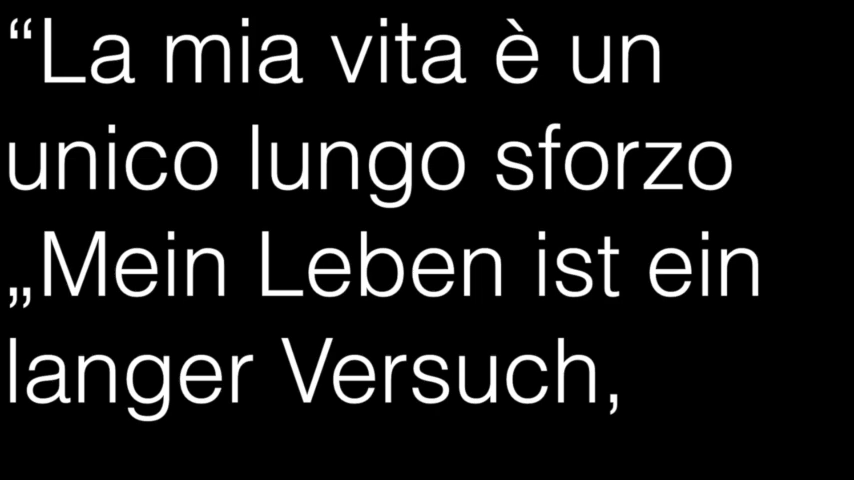 “La mia vita è un
unico lungo sforzo
„Mein Leben ist ein
langer Versuch,